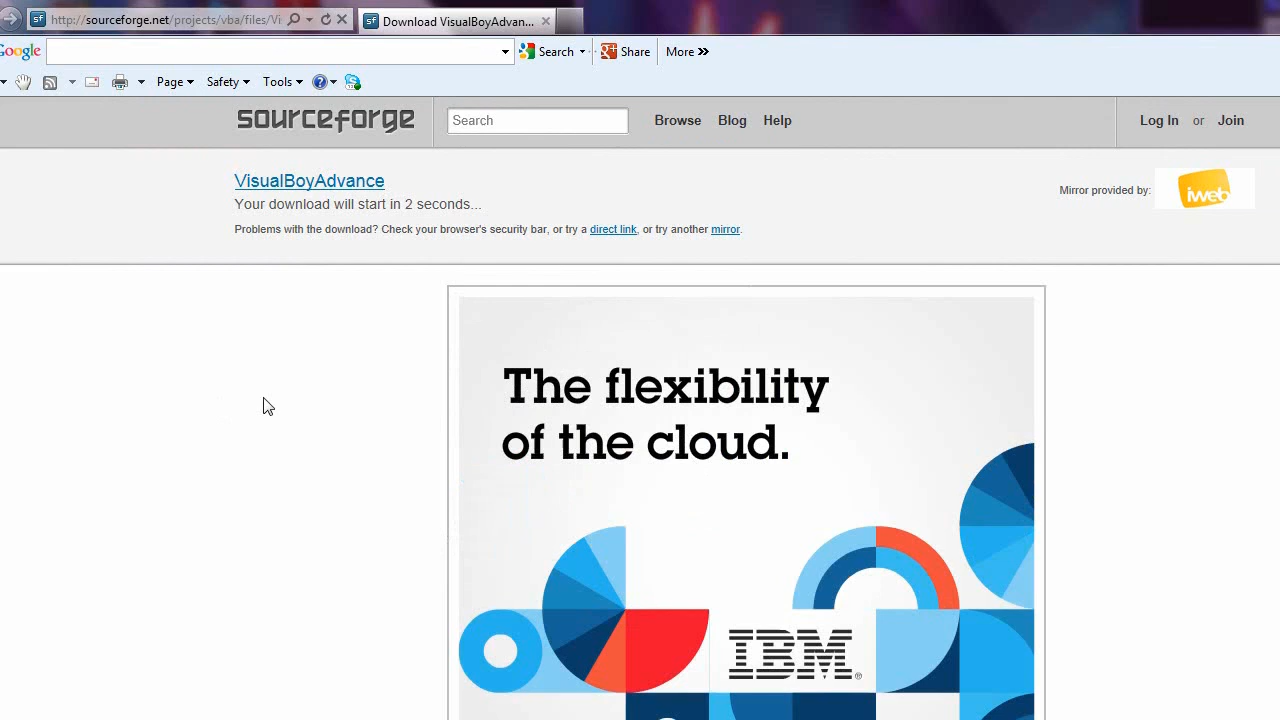 http://sourceforge.net/projects/vba/files/Vi
Download VisualBoyAdvan...
Google
Search
Share
More »
Page
Safety
Tools
sourceforge
Search
Browse
Blog
Help
Log In or Join
VisualBoyAdvance
Your download will start in 2 seconds...
Problems with the download? Check your browser's security bar, or try a direct link, or try another mirror.
Mirror provided by:
iweb
The flexibility
of the cloud.
IBM®